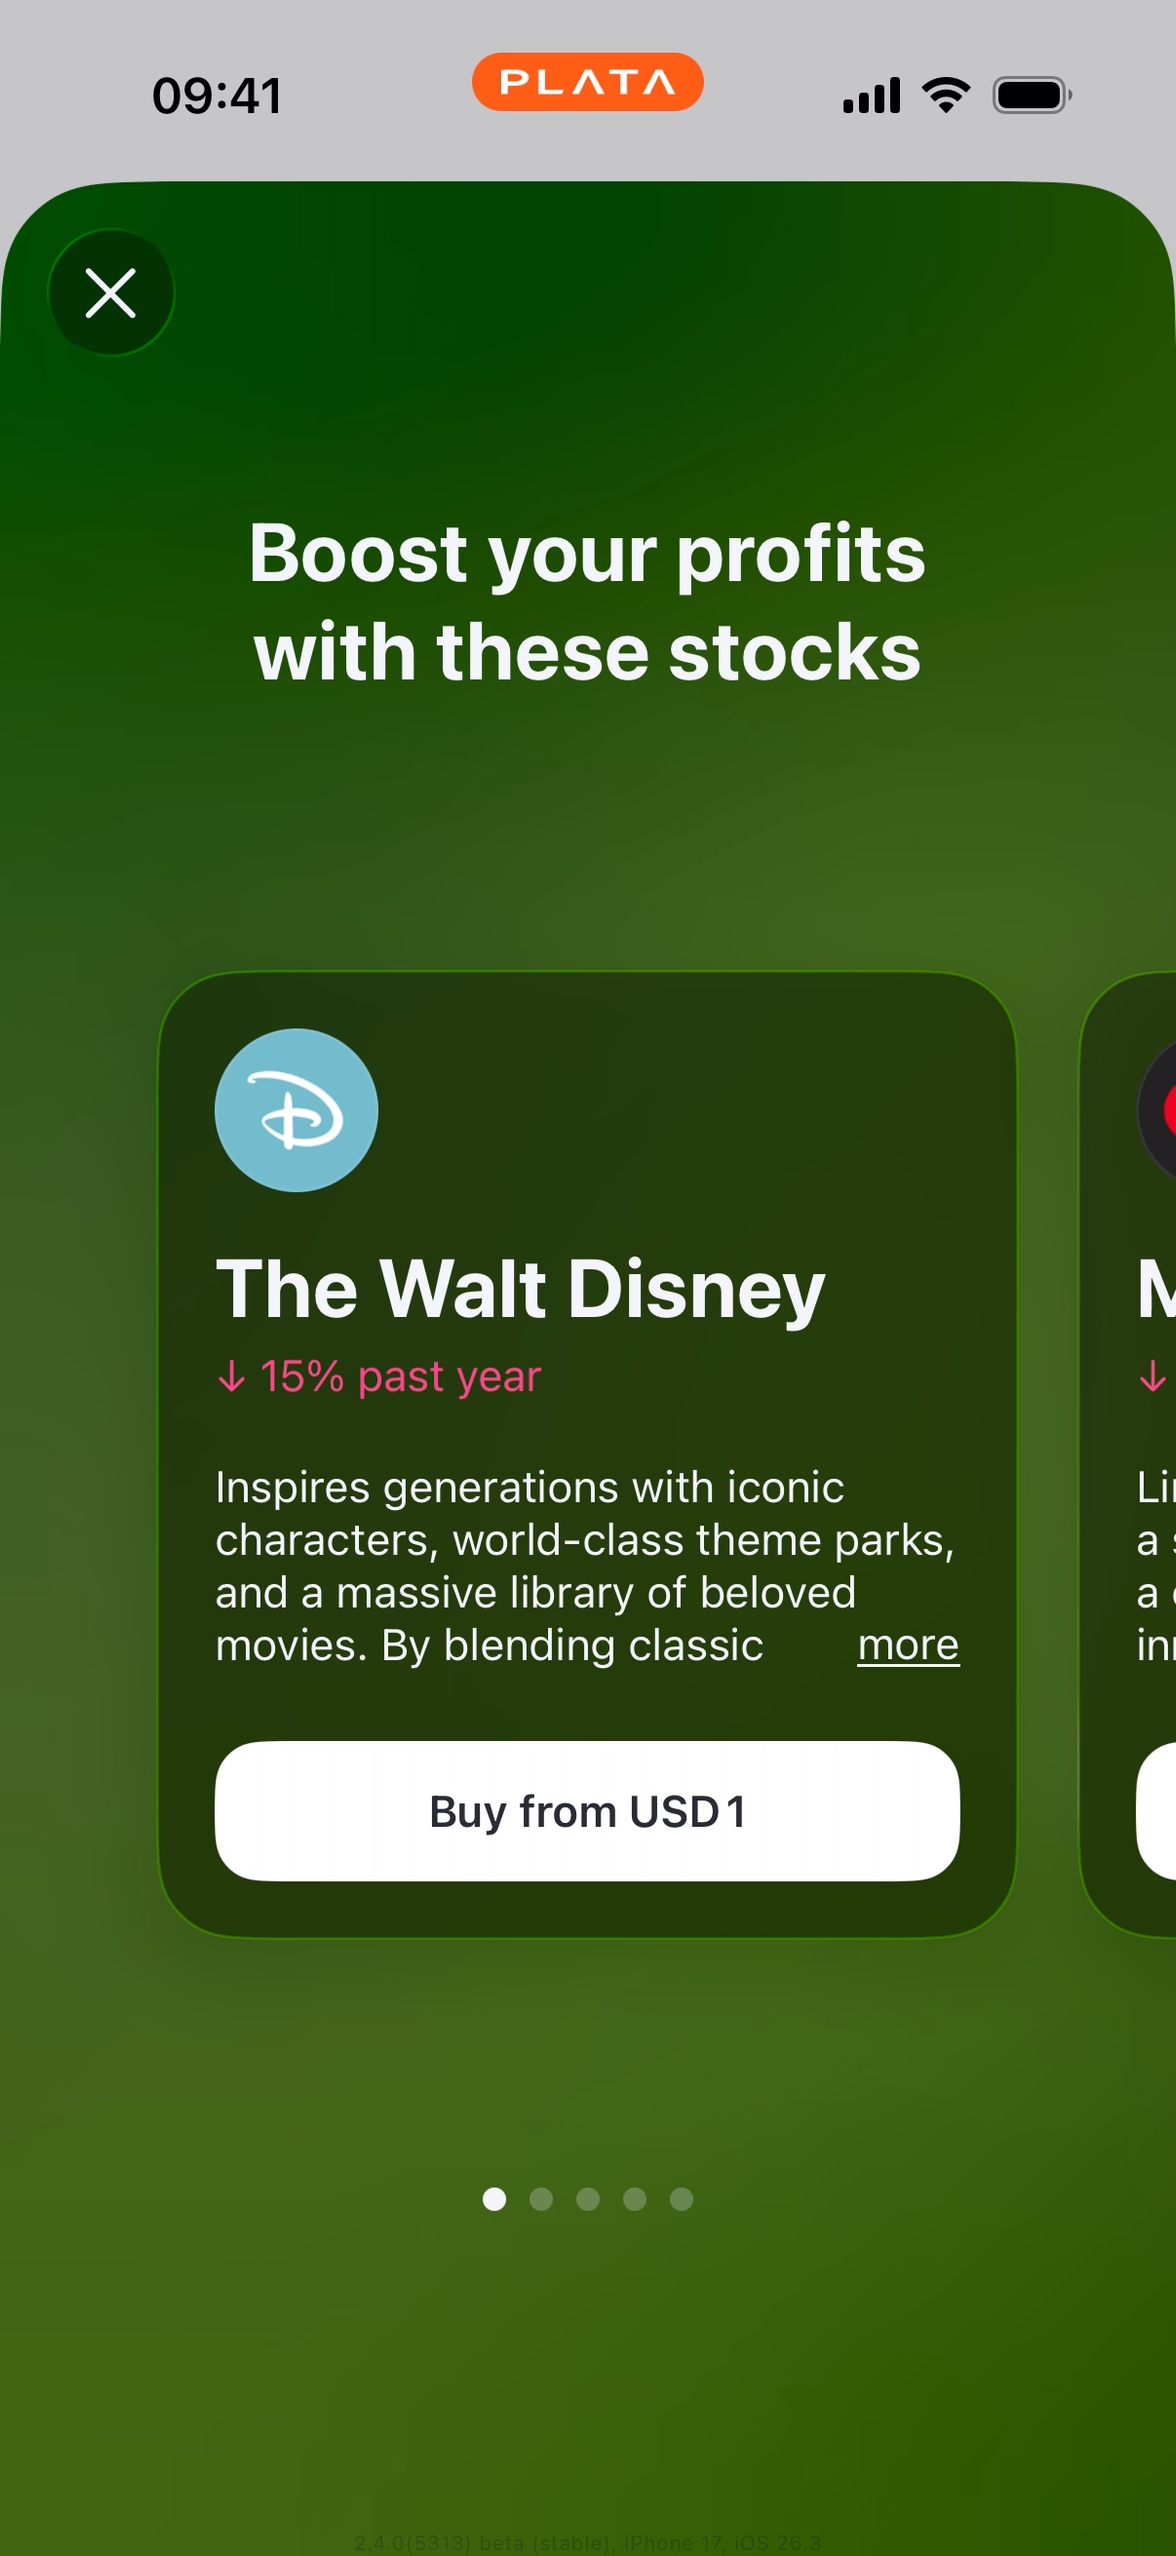 09:41
PLATA
Boost your profits
with these stocks
The Walt Disney
↓ 15% past year
Inspires generations with iconic
characters, world-class theme parks,
and a massive library of beloved
movies. By blending classic more
Buy from USD 1
M
↓
Li
a s
a
in
2.4.0(5313) beta (stable), iPhone 17, iOS 26.3